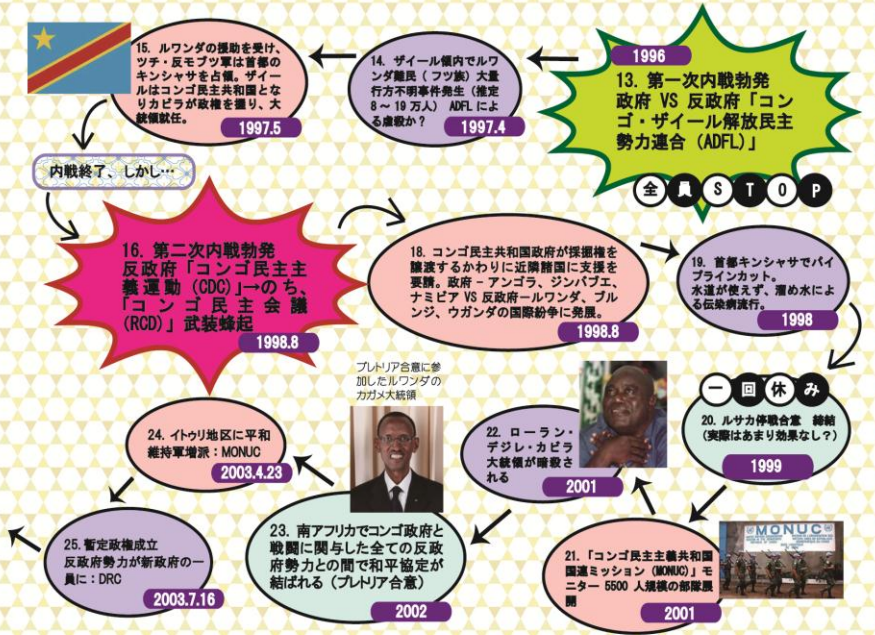 1996
13. 第一次内戦勃発
政府 VS 反政府「コン
ゴ・ザイール解放民主
勢力連合 (ADFL)」
全員STOP
14. ザイール領内でルワ
ンダ難民 ( フツ族) 大量
行方不明事件発生 (推定
8 〜 19 万人) ADFL によ
る虐殺か?
1997.4
15. ルワンダの援助を受け、
ツチ・反モブツ軍は首都の
キンシャサを占領。ザイー
ルはコンゴ民主共和国とな
りカビラが政権を握り、大
統領就任。
1997.5
内戦終了、しかし…
16. 第二次内戦勃発
反政府「コンゴ民主主
義運動 (CDC)」→のち、
「コンゴ民主会議
(RCD)」武装蜂起
1998.8
18. コンゴ民主共和国政府が採掘権を
譲渡するかわりに近隣諸国に支援を
要請。政府 - アンゴラ、ジンバブエ、
ナミビア VS 反政府ールワンダ、ブル
ンジ、ウガンダの国際紛争に発展。
1998.8
19. 首都キンシャサでパイ
プラインカット。
水道が使えず、溜め水によ
る伝染病流行。
1998
一回休み
20. ルサカ停戦合意 締結
(実際はあまり効果なし?)
1999
21. 「コンゴ民主主義共和国
国連ミッション (MONUC)」モ
ニター 5500 人規模の部隊展
開
2001
MONUC
22. ローラン・
デジレ・カビラ
大統領が暗殺さ
れる
2001
プレトリア合意に参
加したルワンダの
カガメ大統領
23. 南アフリカでコンゴ政府と
戦闘に関与した全ての反政
府勢力との間で和平協定が
結ばれる (プレトリア合意)
2002
24. イトゥリ地区に平和
維持軍増派:MONUC
2003.4.23
25. 暫定政権成立
反政府勢力が新政府の一
員に:DRC
2003.7.16